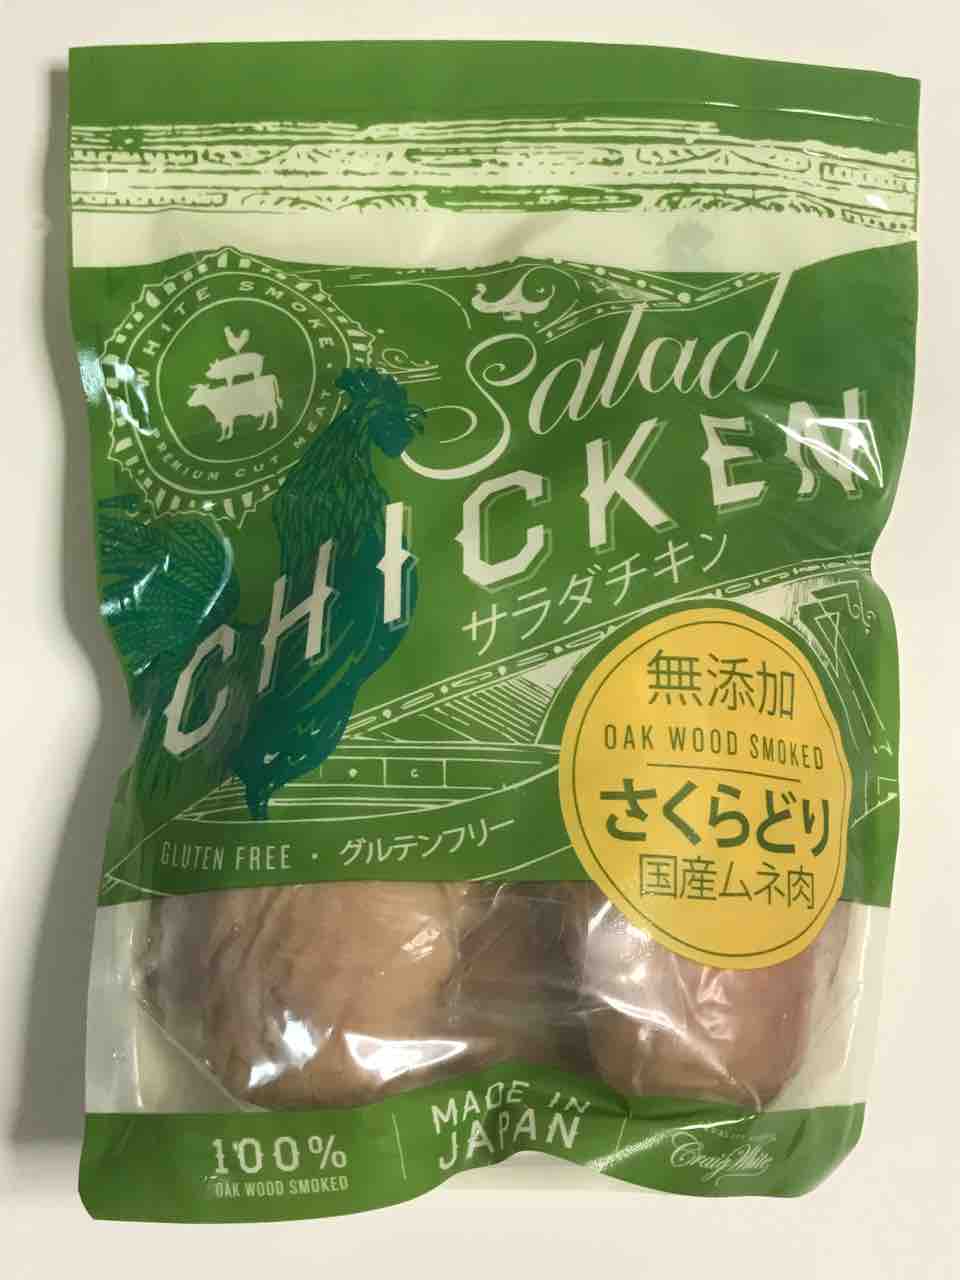 WHITE SMOKE
PREMIUM CUT MEAT
Salad
CHICKEN
サラダチキン
無添加
OAK WOOD SMOKED
さくらどり
国産ムネ肉
GLUTEN FREE・グルテンフリー
100%
OAK WOOD SMOKED
MADE IN
JAPAN
Craig White